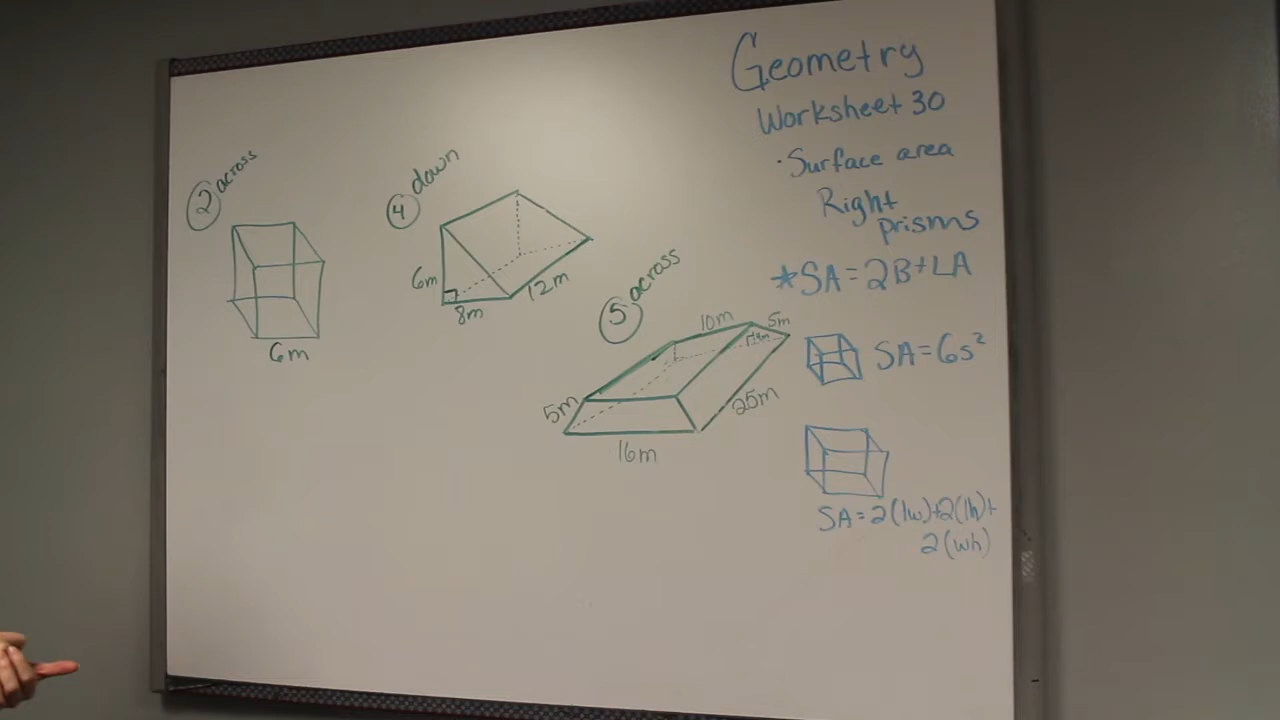 Geometry
Worksheet 30
• Surface area
Right
prisms
★SA = 2B + LA
SA = 6s²
SA = 2(lw) + 2(lh) +
2(wh)
2 across
6m
4 down
6m
8m
12m
5 across
10m
5m
4m
5m
25m
16m